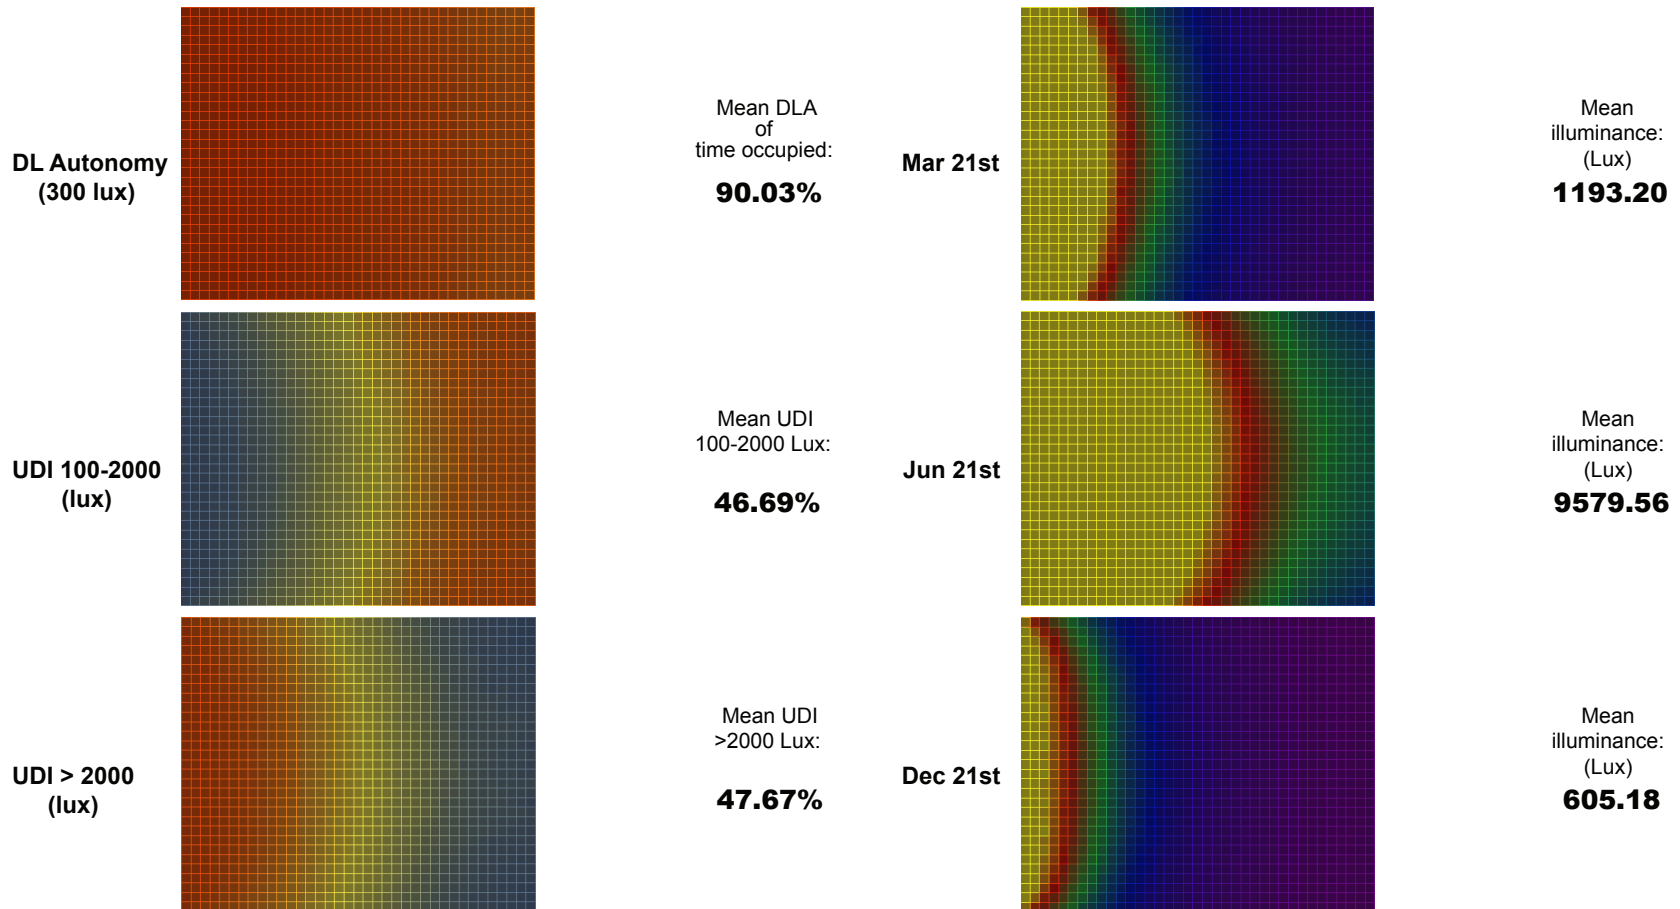 DL Autonomy
(300 lux)
Mean DLA
of
time occupied:
90.03%
Mar 21st
Mean
illuminance:
(Lux)
1193.20
UDI 100-2000
(lux)
Mean UDI
100-2000 Lux:
46.69%
Jun 21st
Mean
illuminance:
(Lux)
9579.56
UDI > 2000
(lux)
Mean UDI
>2000 Lux:
47.67%
Dec 21st
Mean
illuminance:
(Lux)
605.18